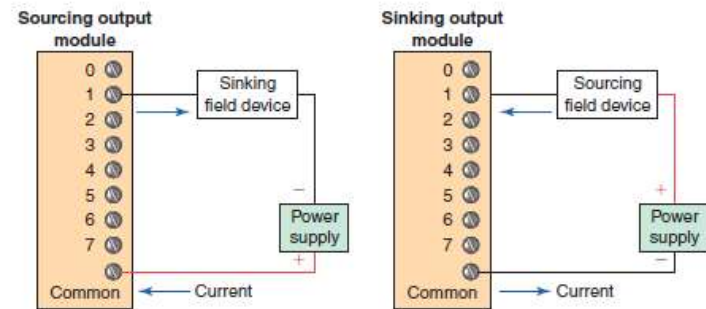 Sourcing output
module
0
1
2
3
4
5
6
7
Common
Sinking
field device
−
Power
supply
+
Current
Sinking output
module
0
1
2
3
4
5
6
7
Common
Sourcing
field device
+
Power
supply
−
Current